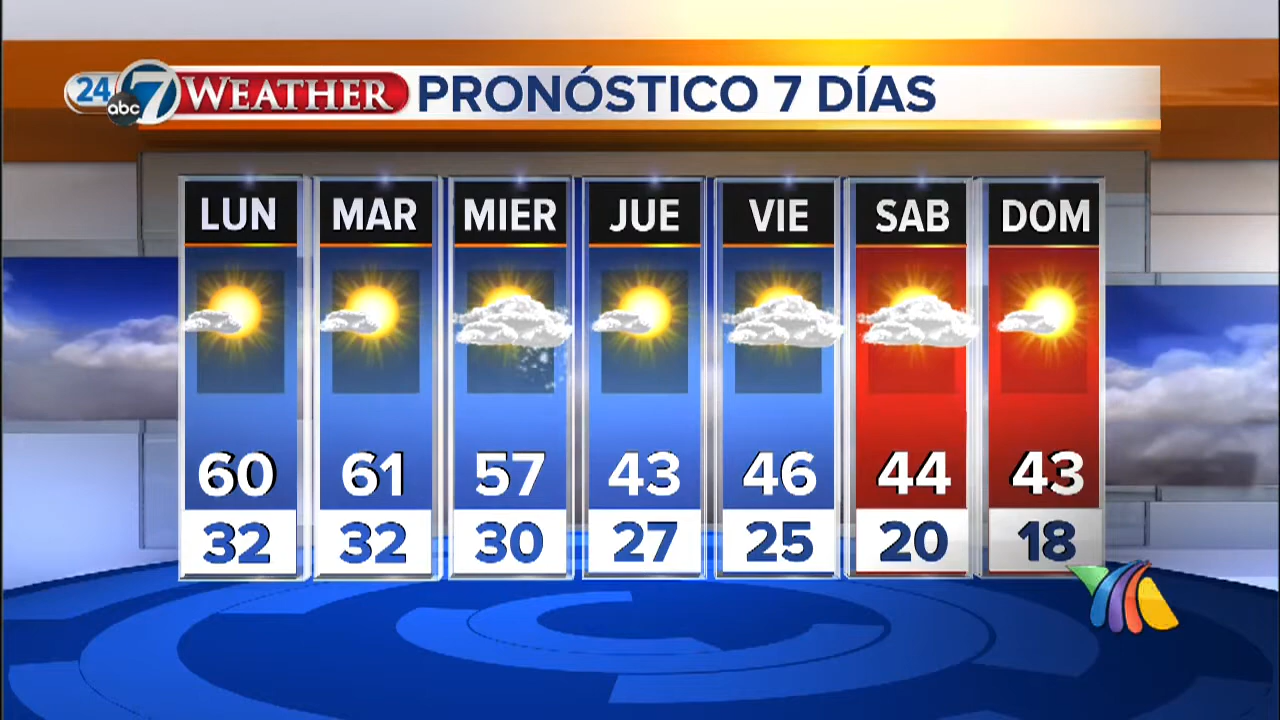 24 abc 7 WEATHER PRONÓSTICO 7 DÍAS
LUN MAR MIER JUE VIE SAB DOM
60 61 57 43 46 44 43
32 32 30 27 25 20 18